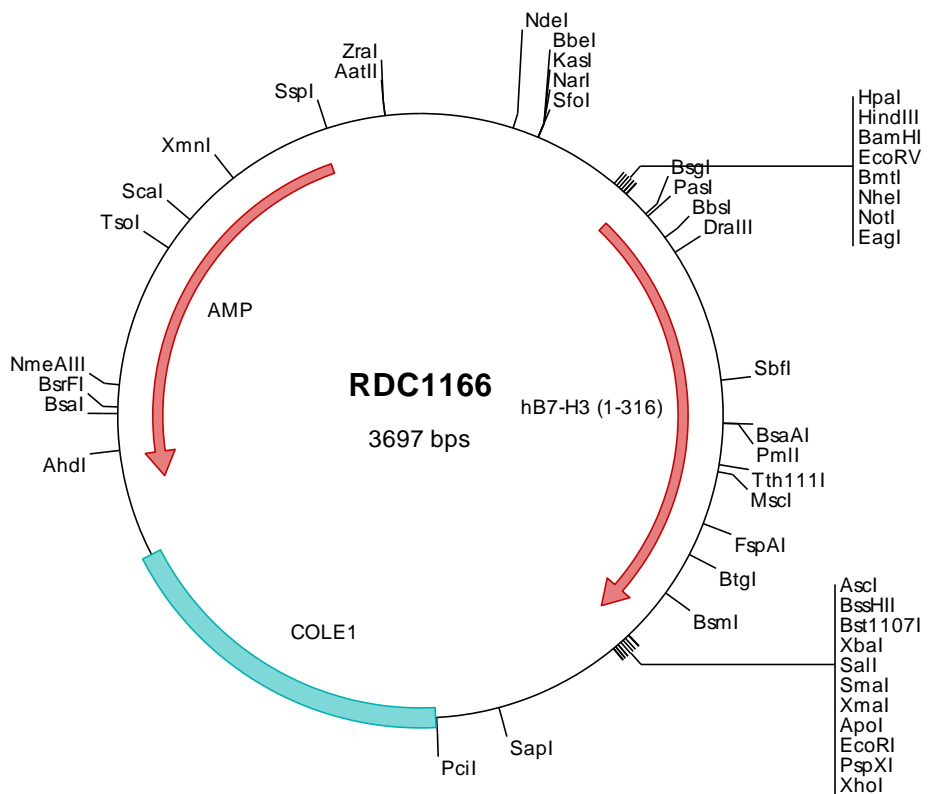 NdeI
BbeI
KasI
NarI
SfoI
ZraI
AatII
SspI
XmnI
ScaI
TsoI
HpaI
HindIII
BamHI
EcoRV
BmtI
NheI
NotI
EagI
BsgI
PasI
BbsI
DraIII
AMP
NmeAIII
BsrFI
BsaI
AhdI
RDC1166
3697 bps
hB7-H3 (1-316)
SbfI
BsaAI
PmlI
Tth111I
MscI
FspAI
BtgI
BsmI
AscI
BssHII
Bst1107I
XbaI
SalI
SmaI
XmaI
ApoI
EcoRI
PspXI
XhoI
COLE1
SapI
PciI